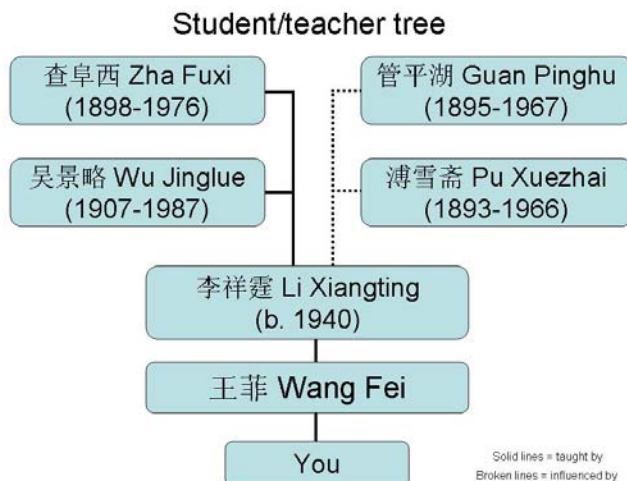 Student/teacher tree
查阜西 Zha Fuxi
(1898-1976)
管平湖 Guan Pinghu
(1895-1967)
吴景略 Wu Jinglue
(1907-1987)
溥雪斋 Pu Xuezhai
(1893-1966)
李祥霆 Li Xiangting
(b. 1940)
王菲 Wang Fei
You
Solid lines = taught by
Broken lines = influenced by